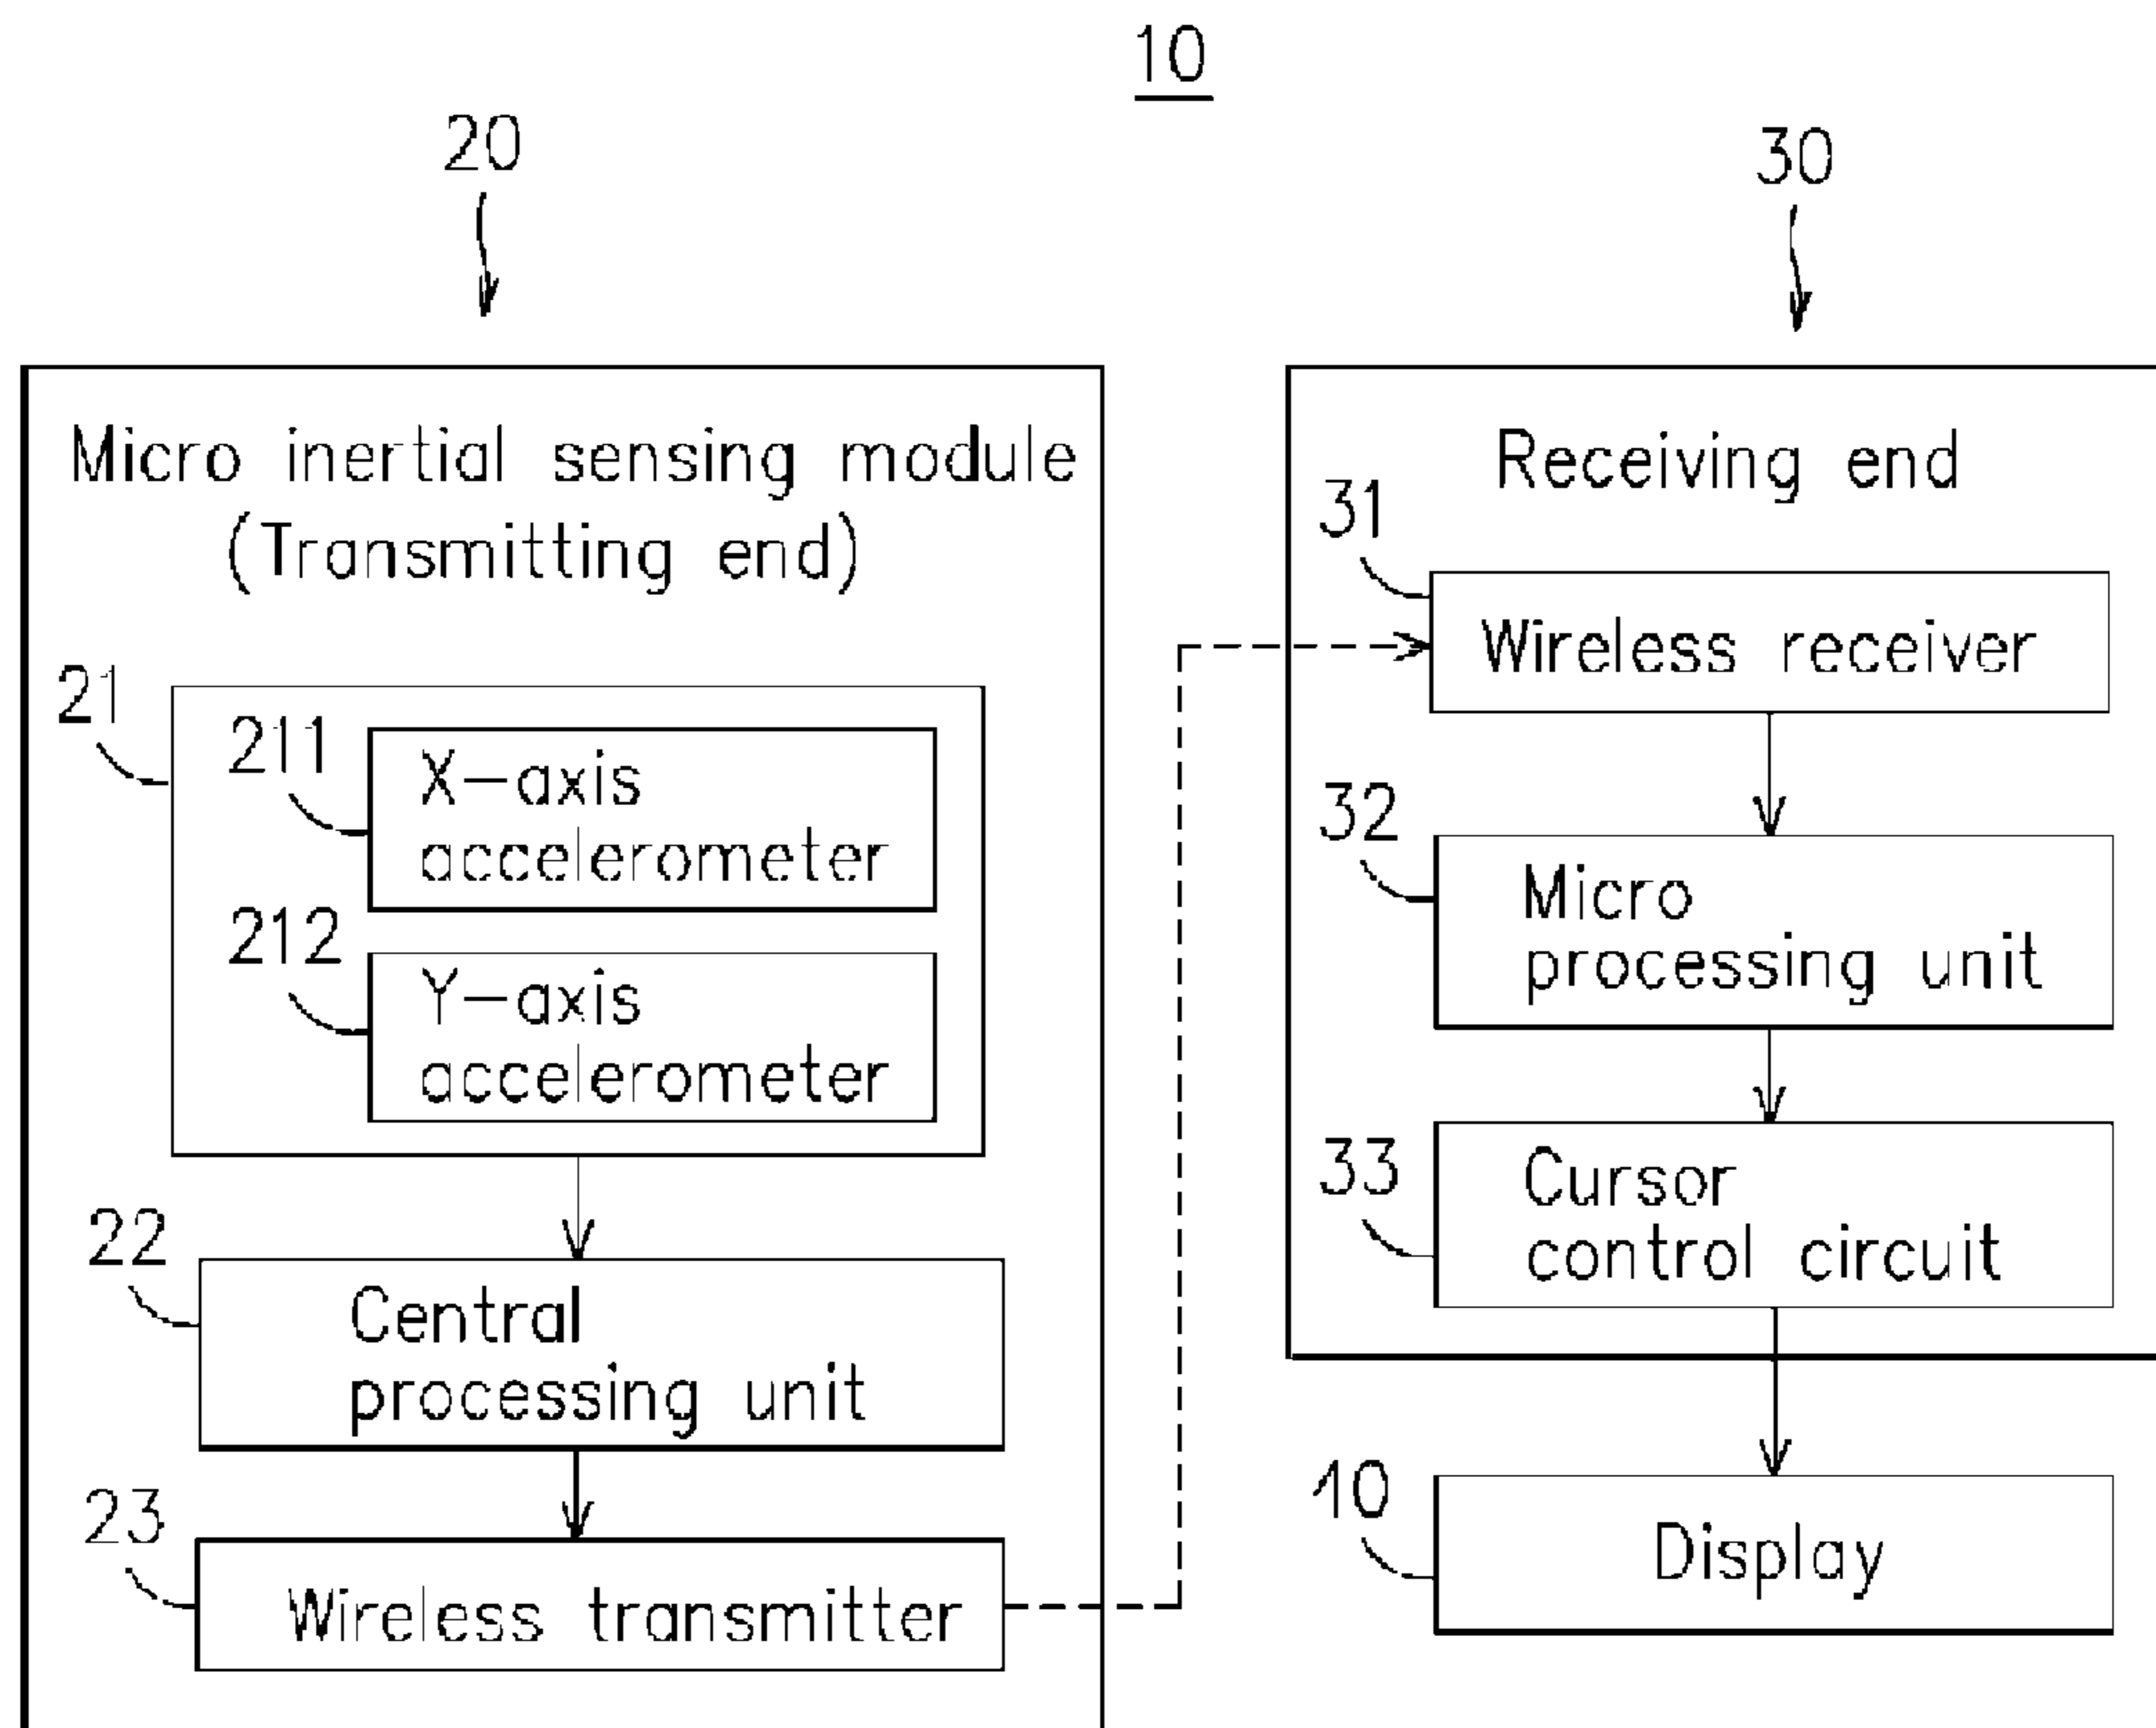 10
20
30
Micro inertial sensing module
(Transmitting end)
21
211
X-axis
accelerometer
212
Y-axis
accelerometer
22
Central
processing unit
23
Wireless transmitter
Receiving end
31
Wireless receiver
32
Micro
processing unit
33
Cursor
control circuit
10
Display